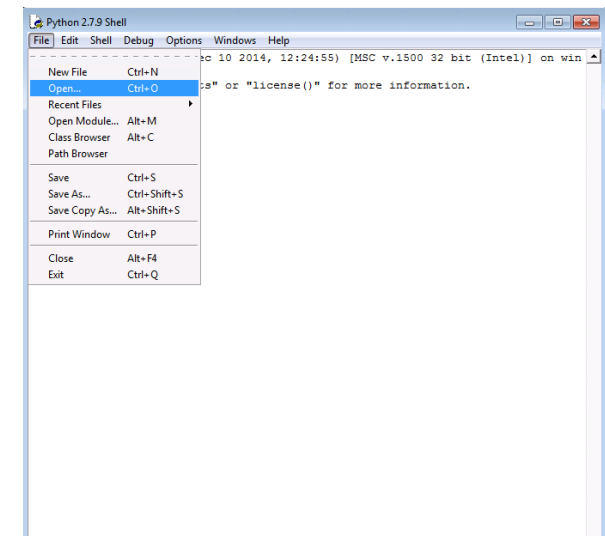 Python 2.7.9 Shell
File Edit Shell Debug Options Windows Help
ec 10 2014, 12:24:55) [MSC v.1500 32 bit (Intel)] on win
New File Ctrl+N
Open... Ctrl+O
s" or "license()" for more information.
Recent Files
Open Module... Alt+M
Class Browser Alt+C
Path Browser
Save Ctrl+S
Save As... Ctrl+Shift+S
Save Copy As... Alt+Shift+S
Print Window Ctrl+P
Close Alt+F4
Exit Ctrl+Q